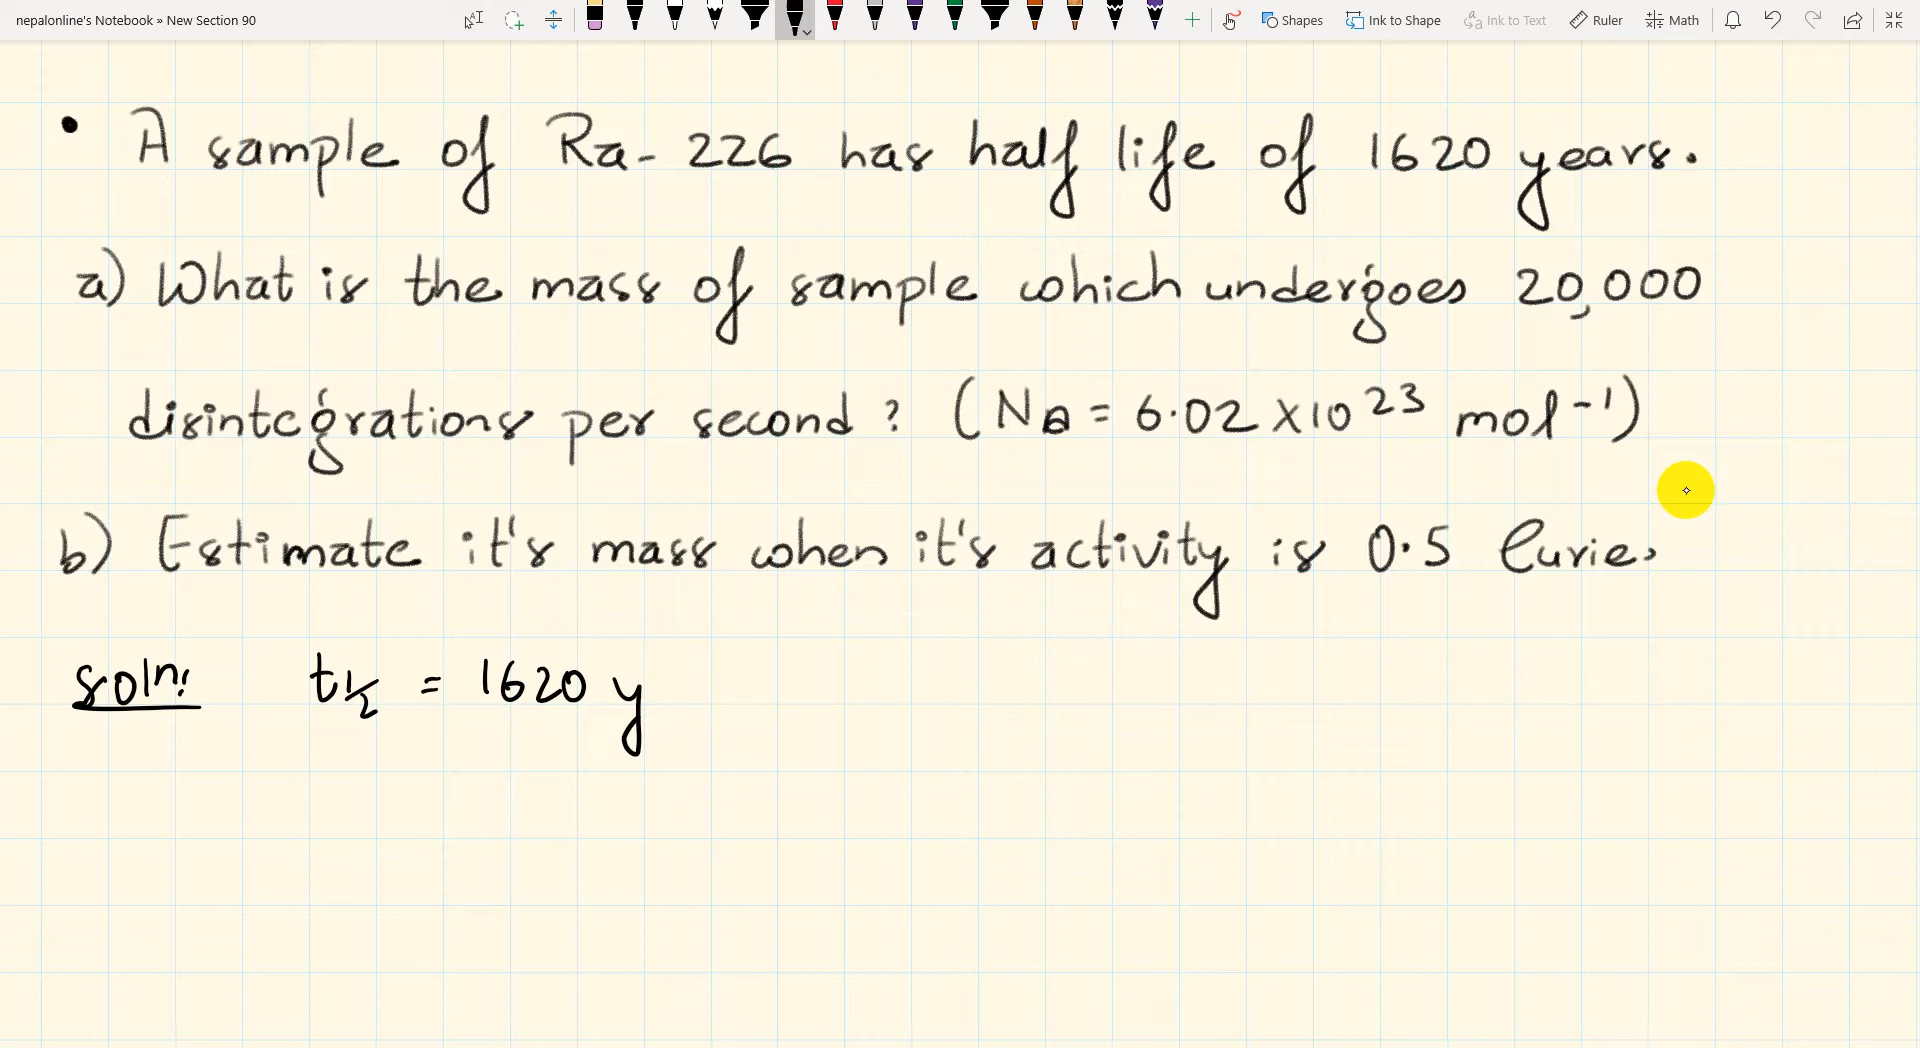 nepalonline's Notebook » New Section 90 Shapes Ink to Shape Ink to Text Ruler Math
• A sample of Ra-226 has half life of 1620 years.
a) What is the mass of sample which undergoes 20,000
disintegrations per second? (NA = 6.02 X10^23 mol^-1)
b) Estimate it's mass when it's activity is 0.5 Curie.
soln: t1/2 = 1620 y